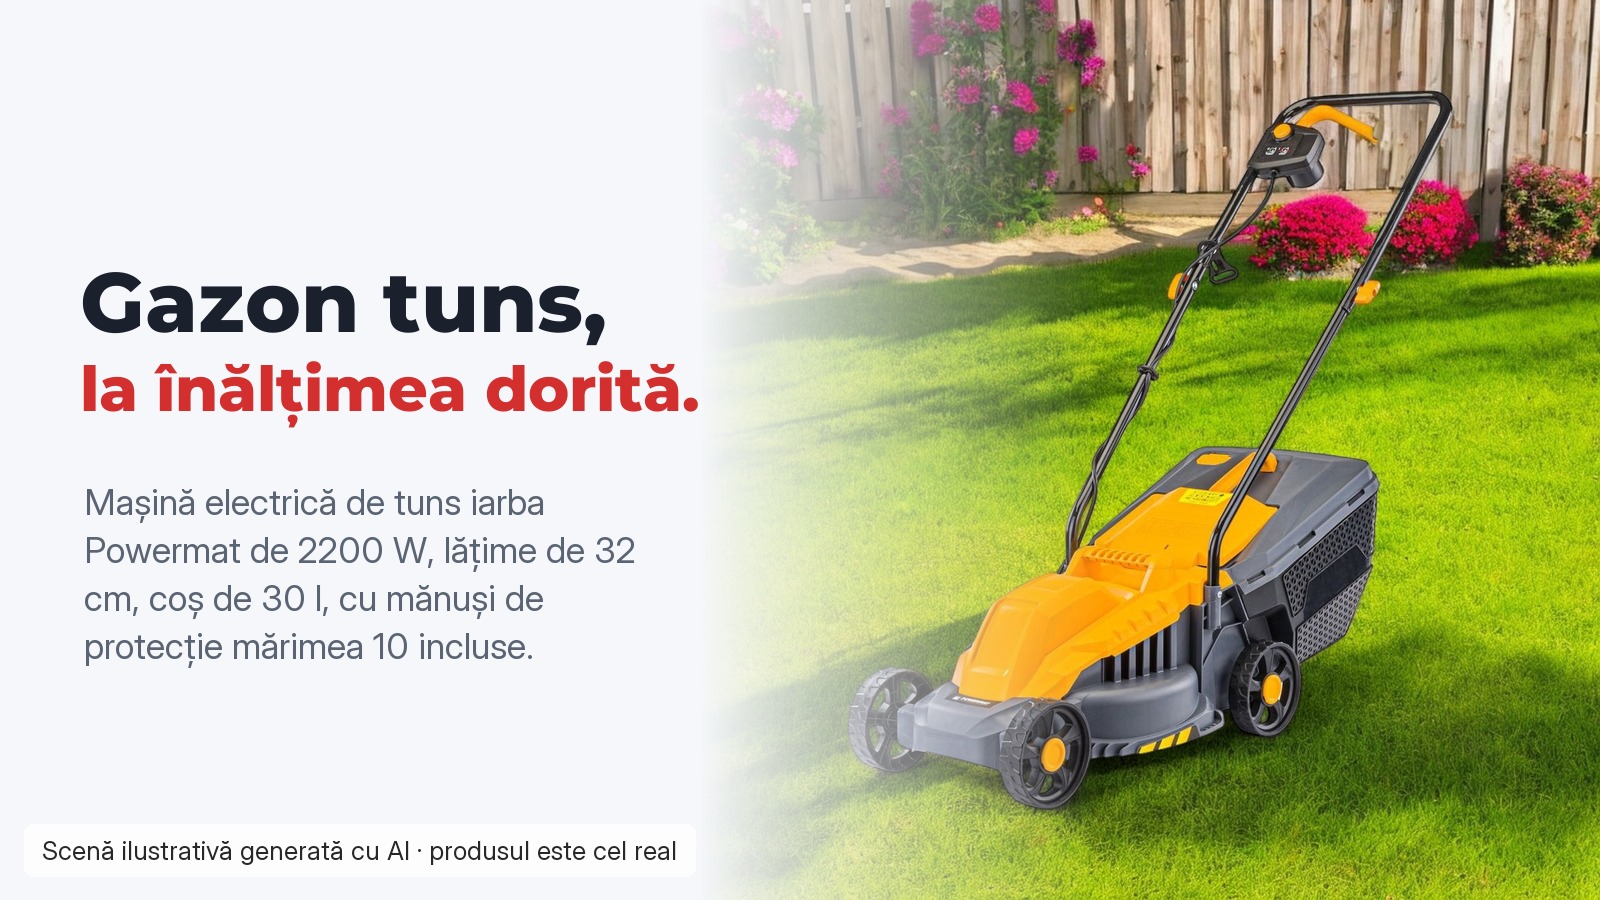 Gazon tuns,
la înălțimea dorită.
Mașină electrică de tuns iarba
Powermat de 2200 W, lățime de 32
cm, coș de 30 l, cu mănuși de
protecție mărimea 10 incluse.
Scenă ilustrativă generată cu AI · produsul este cel real